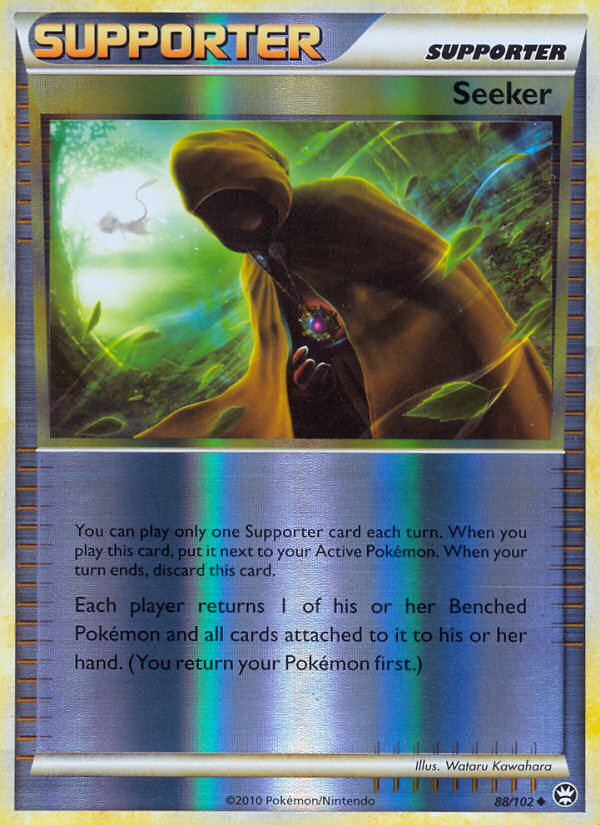 SUPPORTER
SUPPORTER
Seeker
You can play only one Supporter card each turn. When you
play this card, put it next to your Active Pokémon. When your
turn ends, discard this card.
Each player returns 1 of his or her Benched
Pokémon and all cards attached to it to his or her
hand. (You return your Pokémon first.)
Illus. Wataru Kawahara
©2010 Pokémon/Nintendo
88/102